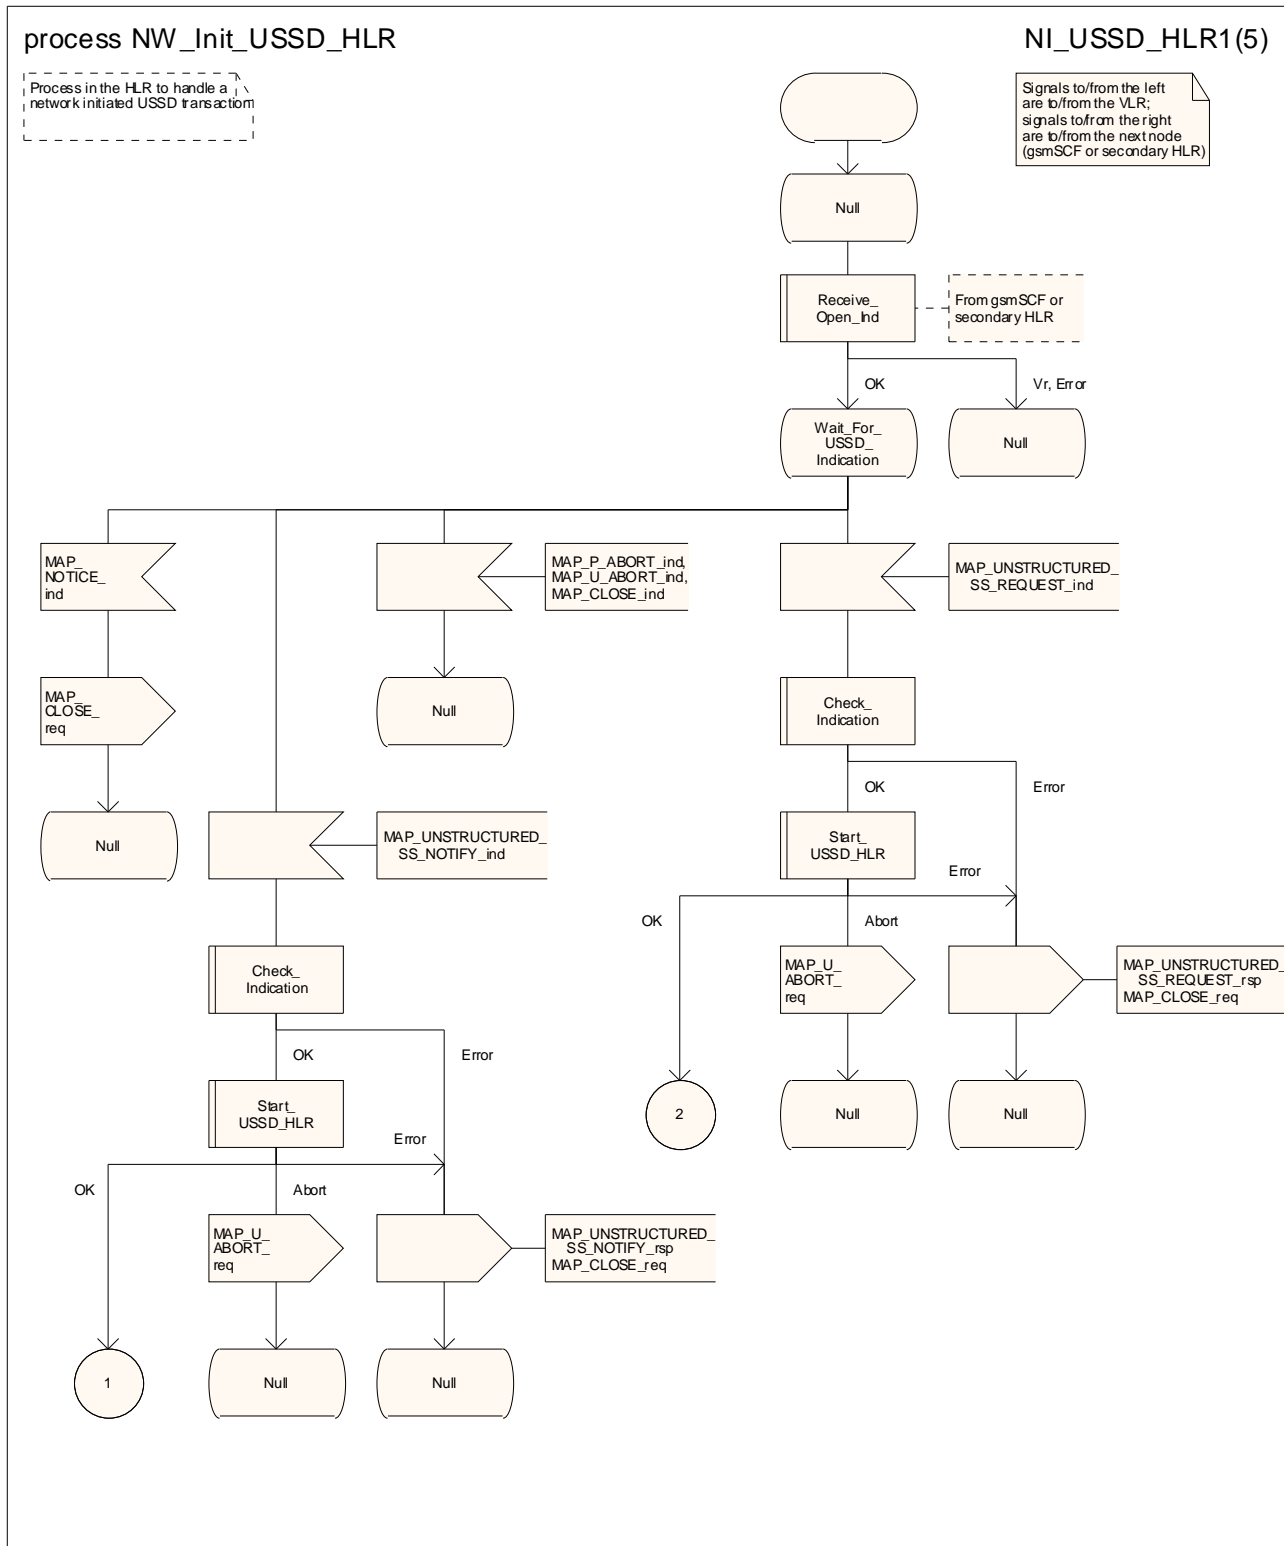 process NW_Init_USSD_HLR
NI_USSD_HLR1(5)
Process in the HLR to handle a
network initiated USSD transaction
Signals to/from the left
are to/from the VLR;
signals to/from the right
are to/from the next node
(gsmSCF or secondary HLR)
Null
Receive_
Open_Ind
From gsmSCF or
secondary HLR
OK
Vr, Error
Wait_For_
USSD_
Indication
Null
MAP_
NOTICE_
ind
MAP_P_ABORT_ind,
MAP_U_ABORT_ind,
MAP_CLOSE_ind
MAP_UNSTRUCTURED_
SS_REQUEST_ind
MAP_
CLOSE_
req
Null
Check_
Indication
OK
Error
Null
MAP_UNSTRUCTURED_
SS_NOTIFY_ind
Start_
USSD_HLR
Error
OK
Abort
Check_
Indication
MAP_U_
ABORT_
req
MAP_UNSTRUCTURED_
SS_REQUEST_rsp
MAP_CLOSE_req
OK
Error
Start_
USSD_HLR
2
Null
Null
Error
OK
Abort
MAP_U_
ABORT_
req
MAP_UNSTRUCTURED_
SS_NOTIFY_rsp
MAP_CLOSE_req
1
Null
Null